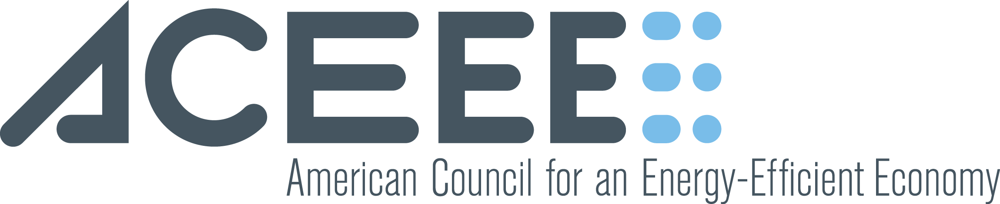 ACEEE
American Council for an Energy-Efficient Economy